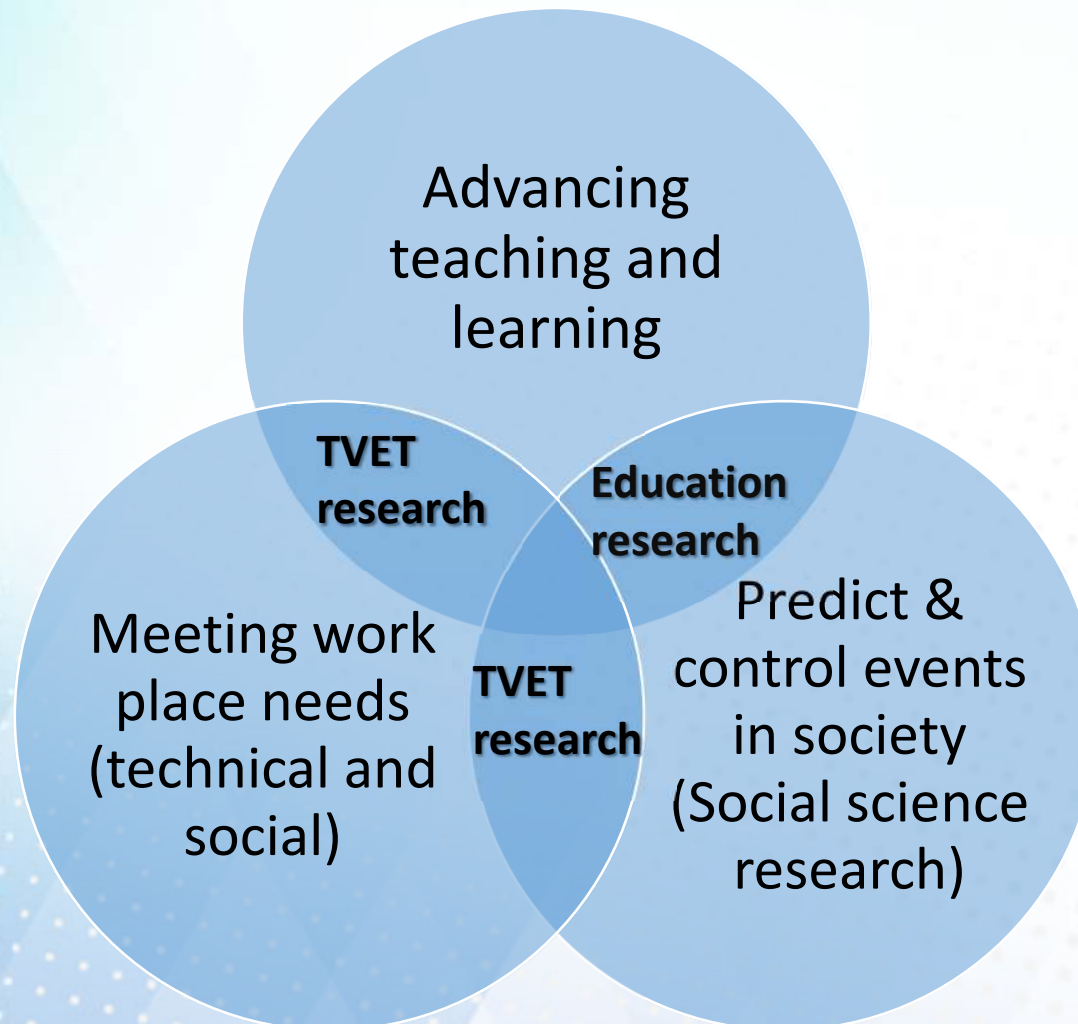 Advancing
teaching and
learning
TVET
research
Education
research
Meeting work
place needs
(technical and
social)
TVET
research
Predict &
control events
in society
(Social science
research)